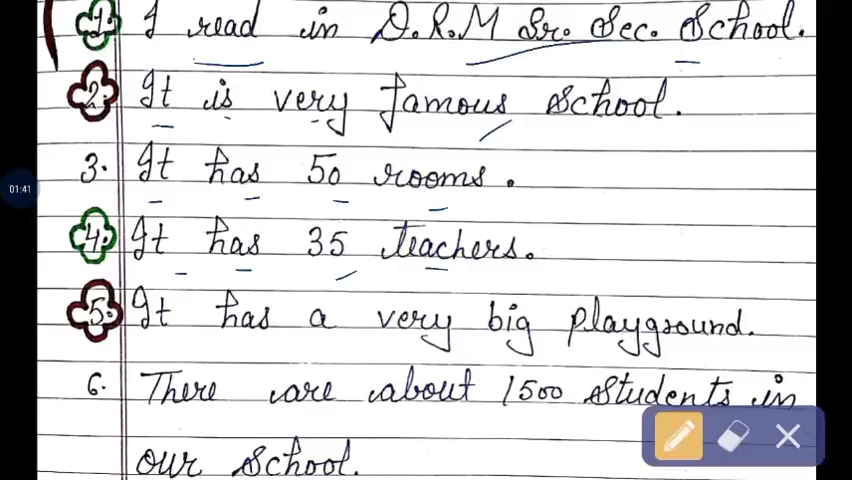 1. I read in D.R.M Sr. Sec. School.
2. It is very famous School.
3. It has 50 rooms.
01:41
4. It has 35 teachers.
5. It has a very big playground.
6. There are about 1500 Students in
our School.